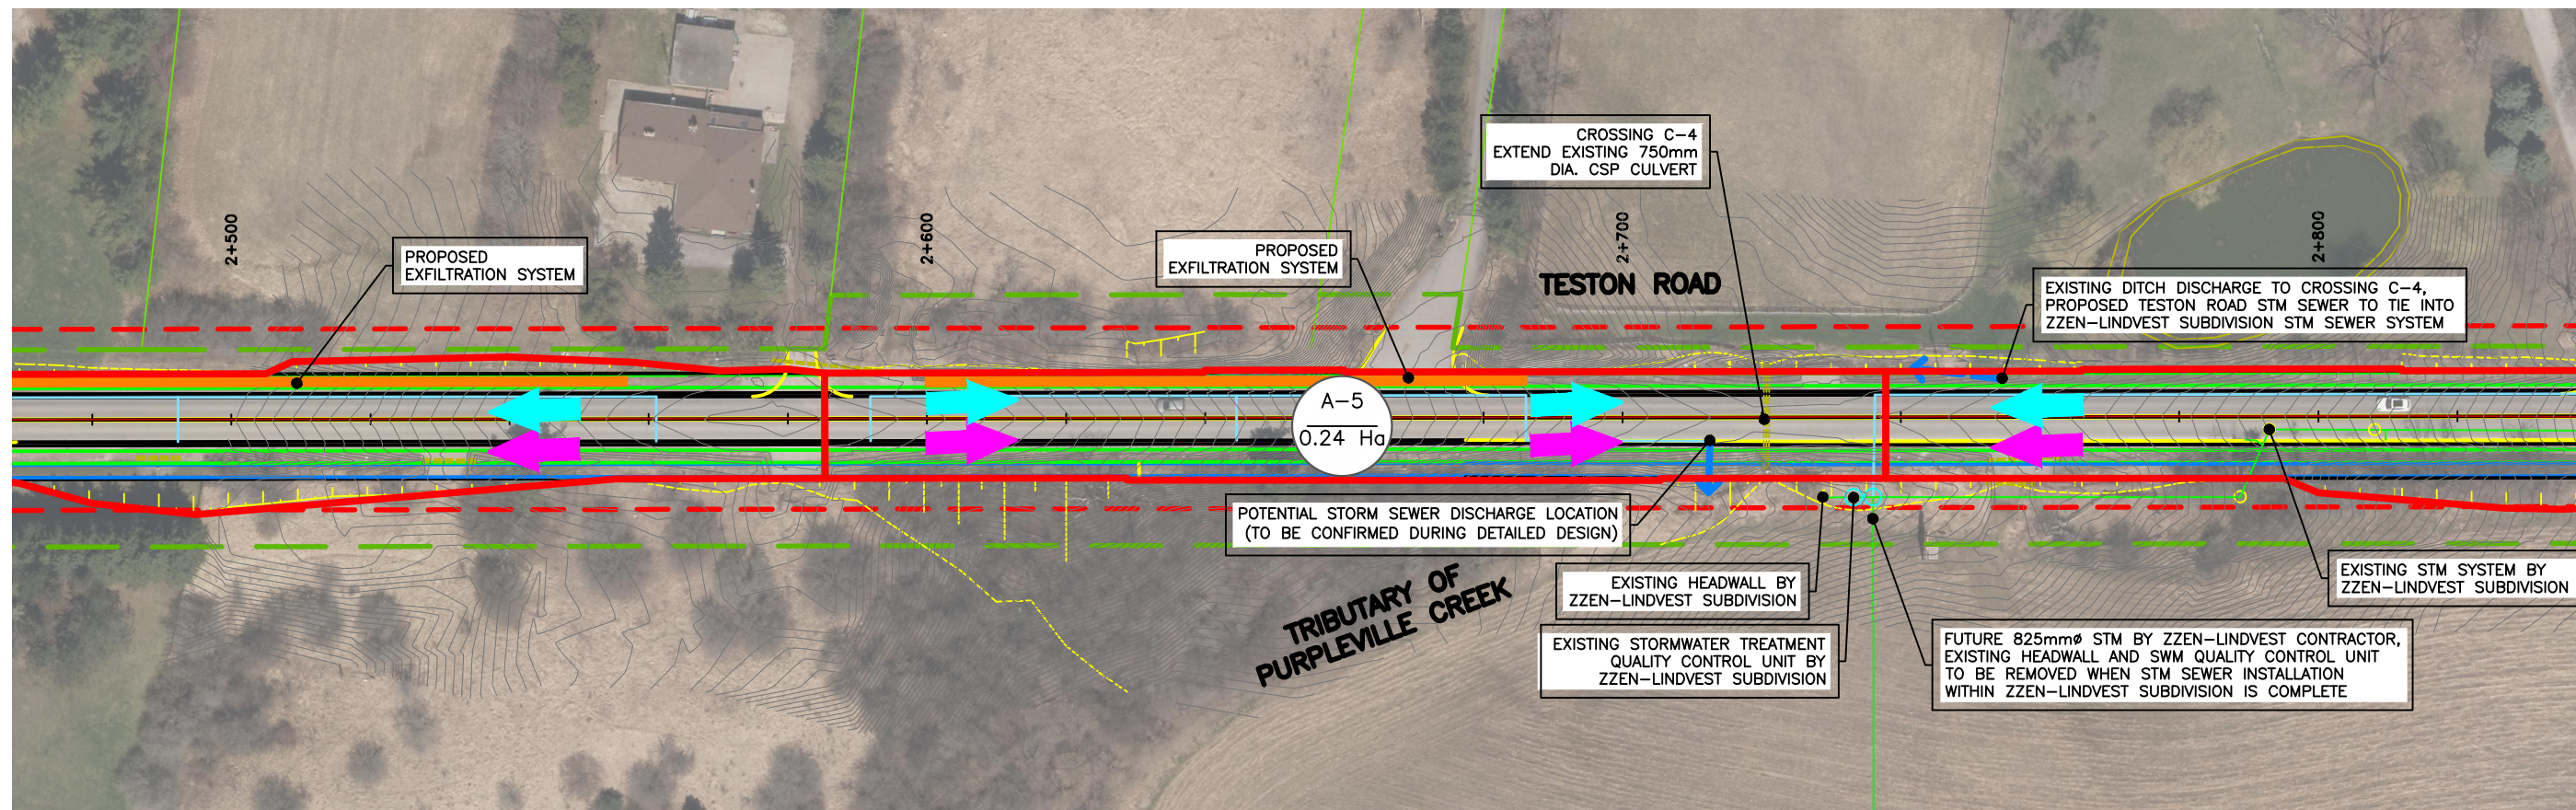 CROSSING C-4
EXTEND EXISTING 750mm
DIA. CSP CULVERT
2+500
2+600
2+700
2+800
PROPOSED
EXFILTRATION SYSTEM
PROPOSED
EXFILTRATION SYSTEM
TESTON ROAD
EXISTING DITCH DISCHARGE TO CROSSING C-4,
PROPOSED TESTON ROAD STM SEWER TO TIE INTO
ZZEN-LINDVEST SUBDIVISION STM SEWER SYSTEM
A-5
0.24 Ha
POTENTIAL STORM SEWER DISCHARGE LOCATION
(TO BE CONFIRMED DURING DETAILED DESIGN)
TRIBUTARY OF
PURPLEVILLE CREEK
EXISTING HEADWALL BY
ZZEN-LINDVEST SUBDIVISION
EXISTING STM SYSTEM BY
ZZEN-LINDVEST SUBDIVISION
EXISTING STORMWATER TREATMENT
QUALITY CONTROL UNIT BY
ZZEN-LINDVEST SUBDIVISION
FUTURE 825mmø STM BY ZZEN-LINDVEST CONTRACTOR,
EXISTING HEADWALL AND SWM QUALITY CONTROL UNIT
TO BE REMOVED WHEN STM SEWER INSTALLATION
WITHIN ZZEN-LINDVEST SUBDIVISION IS COMPLETE